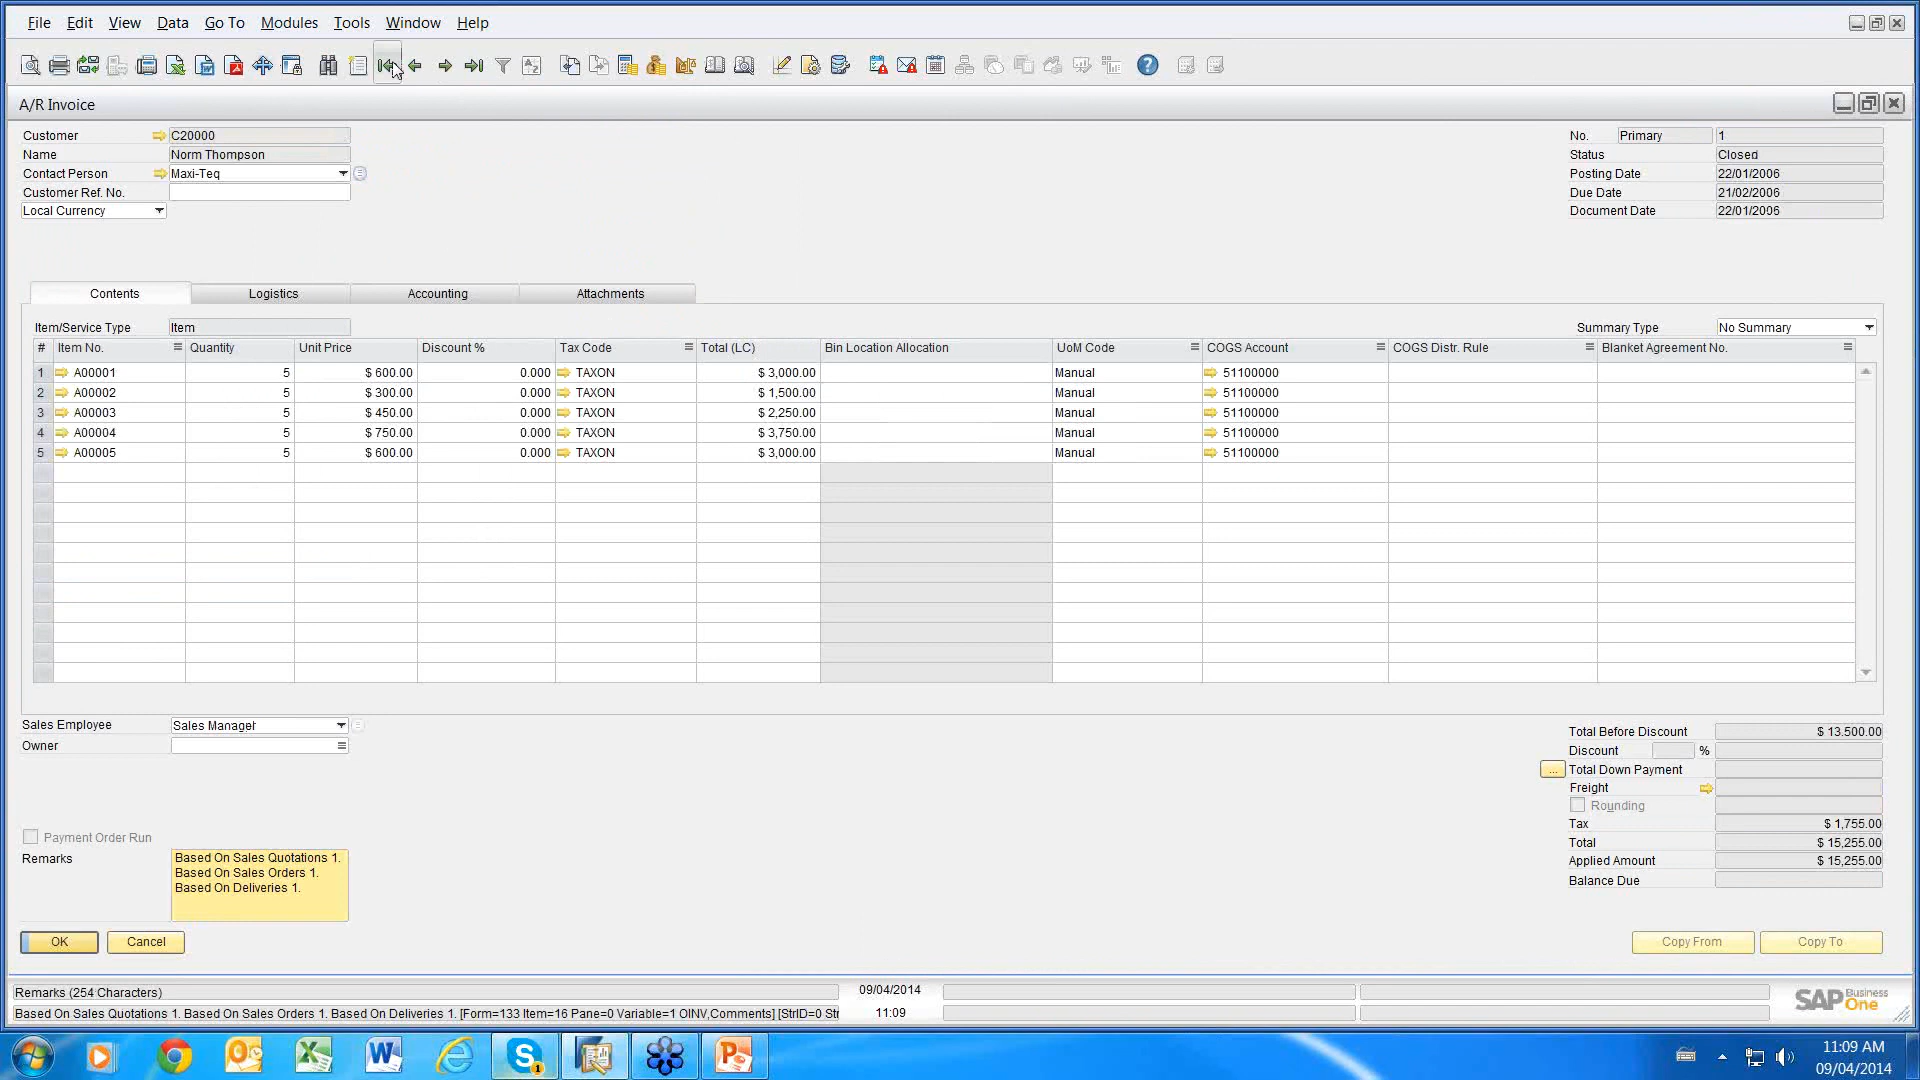 File Edit View Data Go To Modules Tools Window Help
A/R Invoice
Customer C20000 No. Primary 1
Name Norm Thompson Status Closed
Contact Person Maxi-Teq Posting Date 22/01/2006
Customer Ref. No. Due Date 21/02/2006
Local Currency Document Date 22/01/2006
Contents Logistics Accounting Attachments
Item/Service Type Item Summary Type No Summary
# Item No. Quantity Unit Price Discount % Tax Code Total (LC) Bin Location Allocation UoM Code COGS Account COGS Distr. Rule Blanket Agreement No.
1 A00001 5 $ 600.00 0.000 TAXON $ 3,000.00 Manual 51100000
2 A00002 5 $ 300.00 0.000 TAXON $ 1,500.00 Manual 51100000
3 A00003 5 $ 450.00 0.000 TAXON $ 2,250.00 Manual 51100000
4 A00004 5 $ 750.00 0.000 TAXON $ 3,750.00 Manual 51100000
5 A00005 5 $ 600.00 0.000 TAXON $ 3,000.00 Manual 51100000
Sales Employee Sales Manager Total Before Discount $ 13.500.00
Owner Discount %
... Total Down Payment
Freight
Rounding
Tax $ 1,755.00
Payment Order Run Total $ 15,255.00
Remarks Based On Sales Quotations 1. Applied Amount $ 15,255.00
Based On Sales Orders 1. Balance Due
Based On Deliveries 1.
OK Cancel Copy From Copy To
Remarks (254 Characters) 09/04/2014
Based On Sales Quotations 1. Based On Sales Orders 1. Based On Deliveries 1. [Form=133 Item=16 Pane=0 Variable=1 OINV,Comments] [StrID=0 Str 11:09
SAP Business One
11:09 AM
09/04/2014